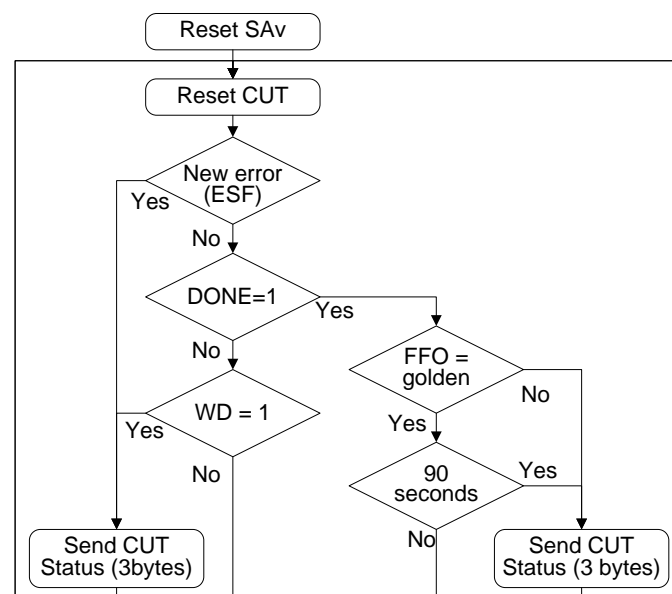 Reset SAv
Reset CUT
New error
(ESF)
Yes
No
DONE=1
Yes
No
FFO =
golden
No
WD = 1
Yes
Yes
No
90
seconds
Yes
No
Send CUT
Status (3bytes)
Send CUT
Status (3 bytes)